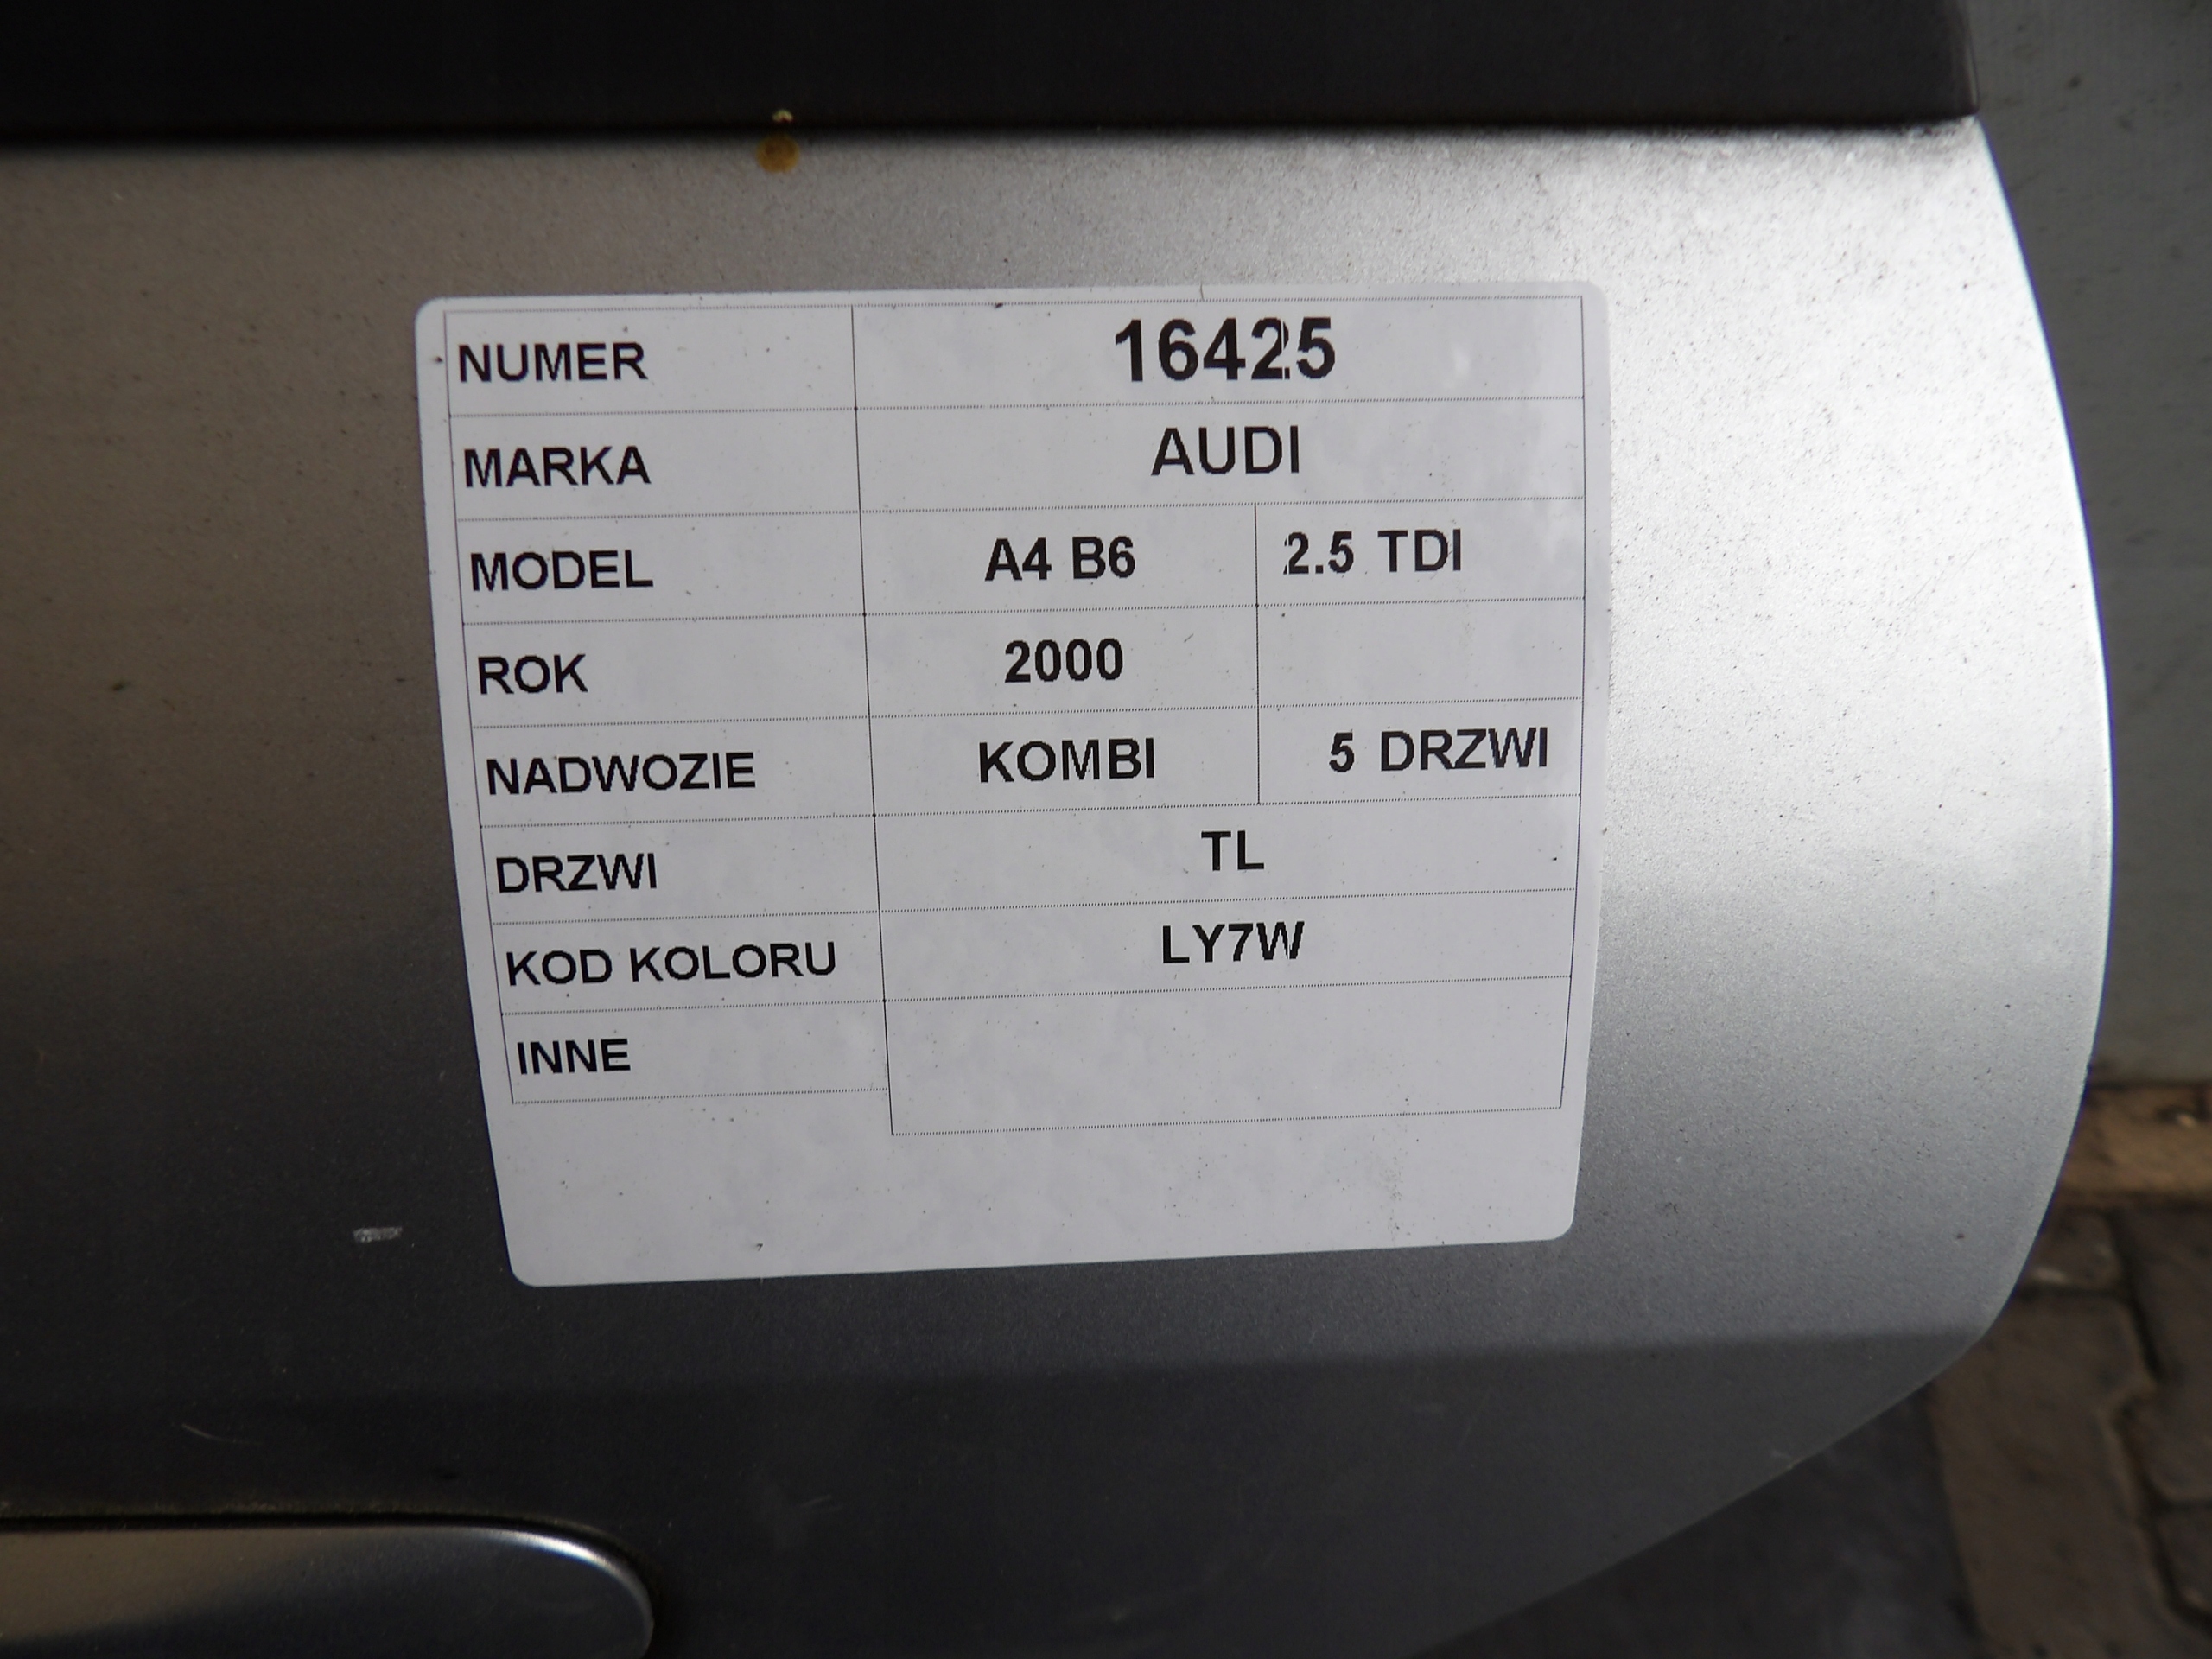 NUMER 16425
MARKA AUDI
MODEL A4 B6 2.5 TDI
ROK 2000
NADWOZIE KOMBI 5 DRZWI
DRZWI TL
KOD KOLORU LY7W
INNE